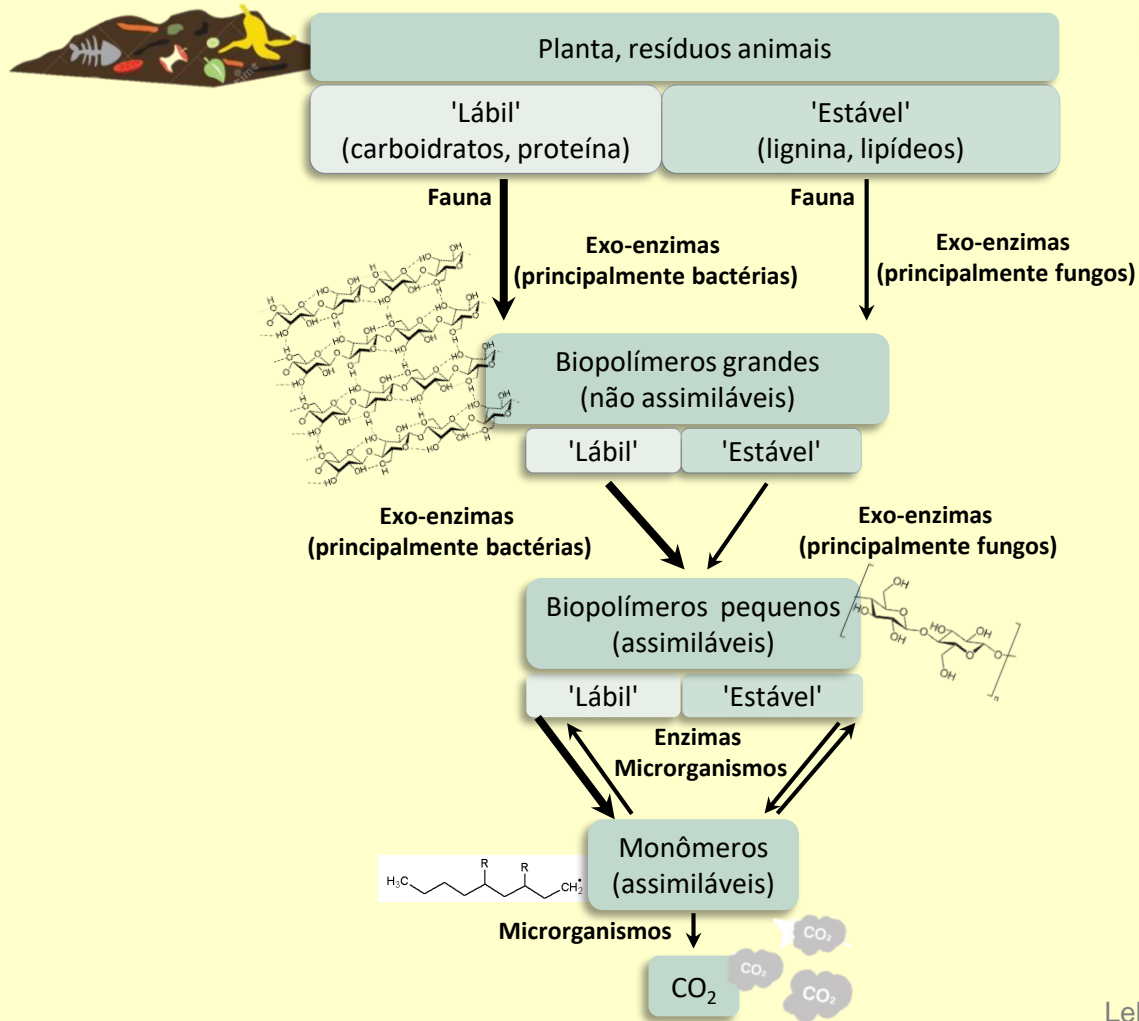 Planta, resíduos animais
'Lábil'
(carboidratos, proteína)
'Estável'
(lignina, lipídeos)
Fauna
Fauna
Exo-enzimas
(principalmente bactérias)
Exo-enzimas
(principalmente fungos)
Biopolímeros grandes
(não assimiláveis)
'Lábil'
'Estável'
Exo-enzimas
(principalmente bactérias)
Exo-enzimas
(principalmente fungos)
Biopolímeros pequenos
(assimiláveis)
'Lábil'
'Estável'
Enzimas
Microrganismos
Monômeros
(assimiláveis)
H₃C
R
R
CH₂•
Microrganismos
CO₂
CO₂
CO₂
CO₂